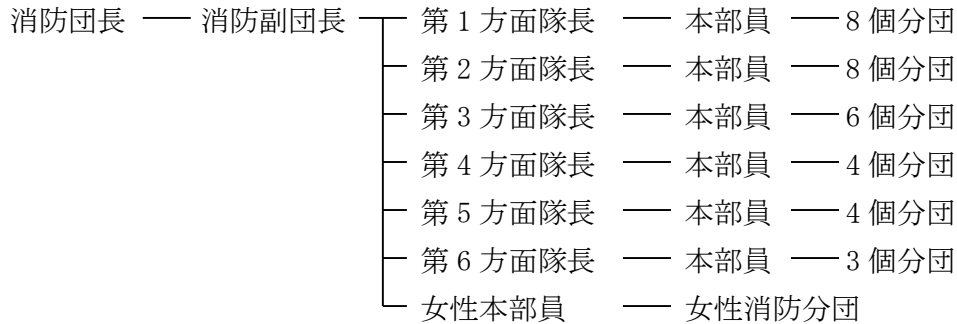 消防団長 ── 消防副団長 ── 第1方面隊長 ── 本部員 ── 8個分団
第2方面隊長 ── 本部員 ── 8個分団
第3方面隊長 ── 本部員 ── 6個分団
第4方面隊長 ── 本部員 ── 4個分団
第5方面隊長 ── 本部員 ── 4個分団
第6方面隊長 ── 本部員 ── 3個分団
女性本部員 ── 女性消防分団